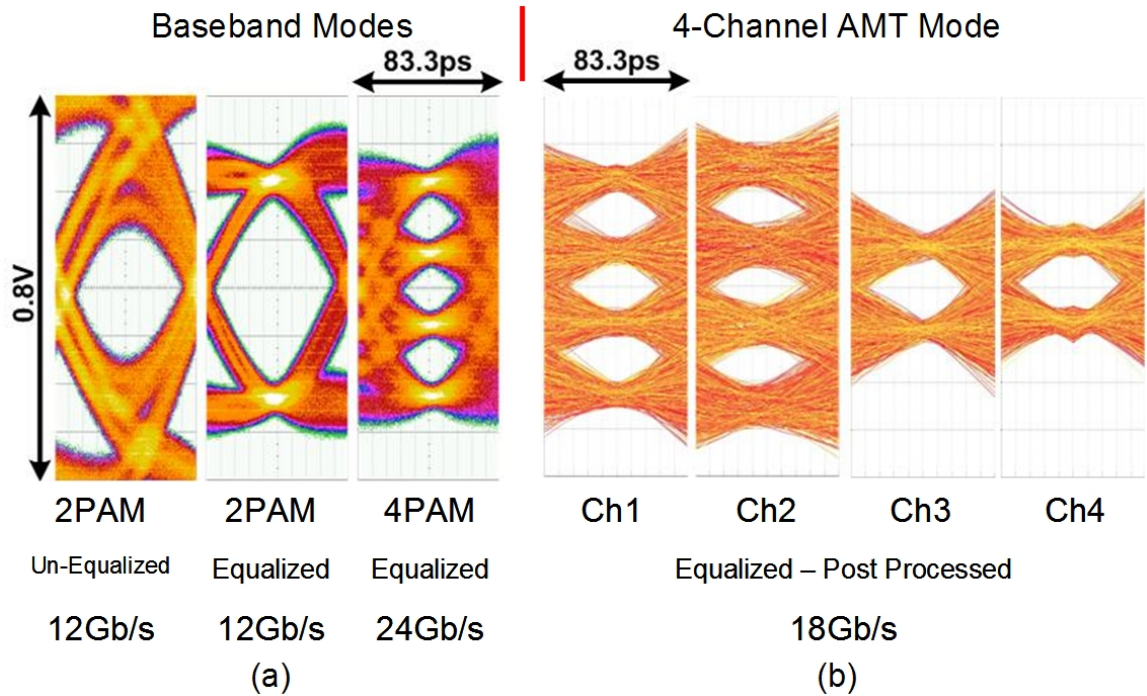 Baseband Modes
4-Channel AMT Mode
83.3ps
83.3ps
0.8V
2PAM
2PAM
4PAM
Ch1
Ch2
Ch3
Ch4
Un-Equalized
Equalized
Equalized
Equalized – Post Processed
12Gb/s
12Gb/s
24Gb/s
18Gb/s
(a)
(b)